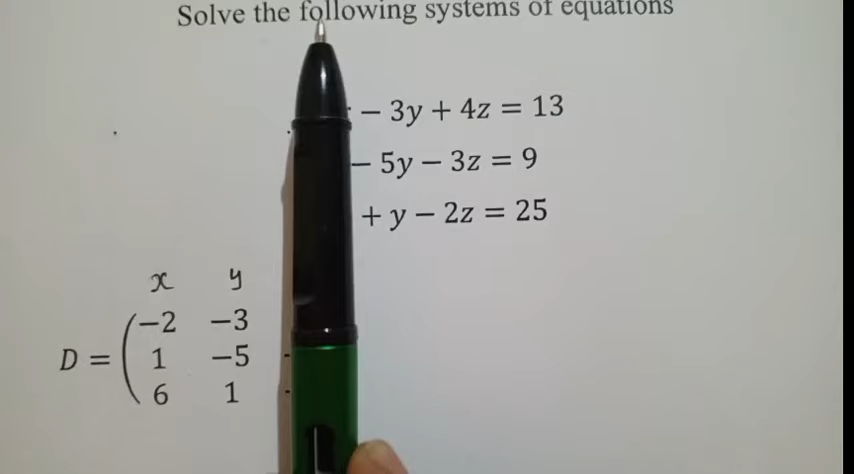 Solve the following systems of equations
− 3y + 4z = 13
− 5y − 3z = 9
+ y − 2z = 25
x y
D = (−2 −3
1 −5
6 1